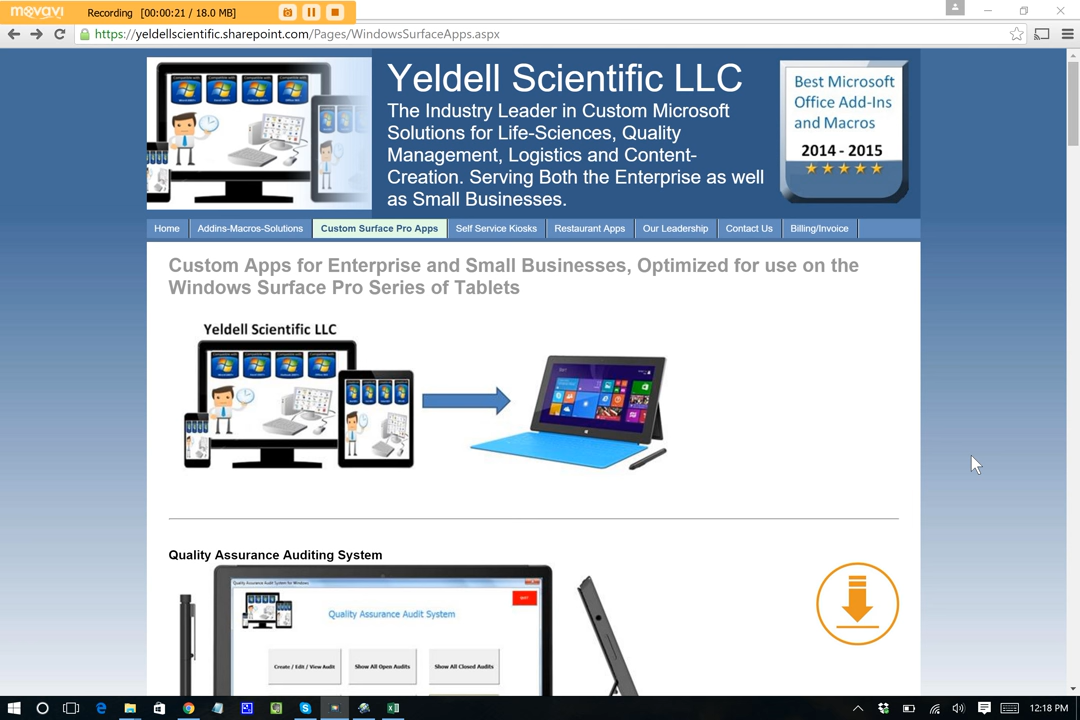 movavi Recording [00:00:21 / 18.0 MB]
https://yeldellscientific.sharepoint.com/Pages/WindowsSurfaceApps.aspx
Yeldell Scientific LLC
The Industry Leader in Custom Microsoft
Solutions for Life-Sciences, Quality
Management, Logistics and Content-
Creation. Serving Both the Enterprise as well
as Small Businesses.
Best Microsoft
Office Add-Ins
and Macros
2014 - 2015
Home Addins-Macros-Solutions Custom Surface Pro Apps Self Service Kiosks Restaurant Apps Our Leadership Contact Us Billing/Invoice
Custom Apps for Enterprise and Small Businesses, Optimized for use on the
Windows Surface Pro Series of Tablets
Yeldell Scientific LLC
Quality Assurance Auditing System
Quality Assurance Audit System for Windows
Quality Assurance Audit System
Create / Edit / View Audit Show All Open Audits Show All Closed Audits
12:18 PM